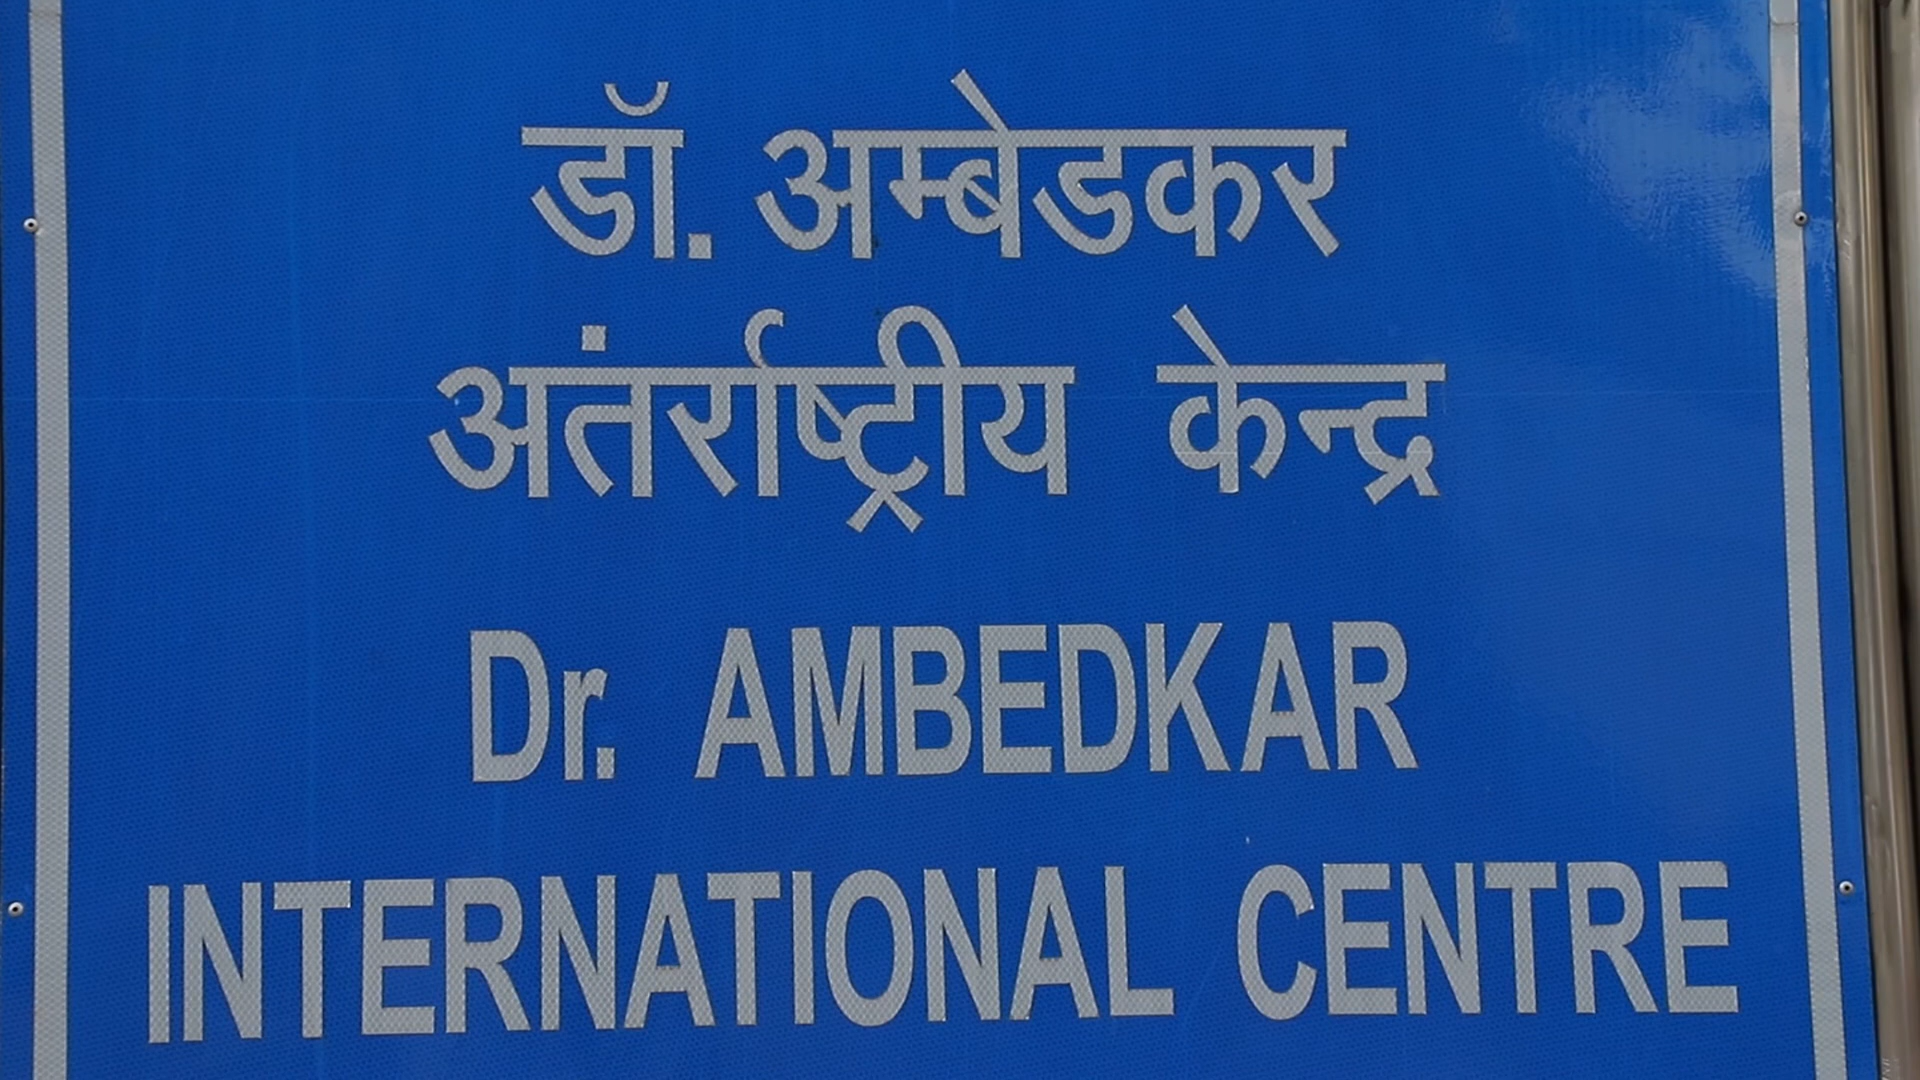 डॉ. अम्बेडकर
अंतर्राष्ट्रीय केन्द्र
Dr. AMBEDKAR
INTERNATIONAL CENTRE